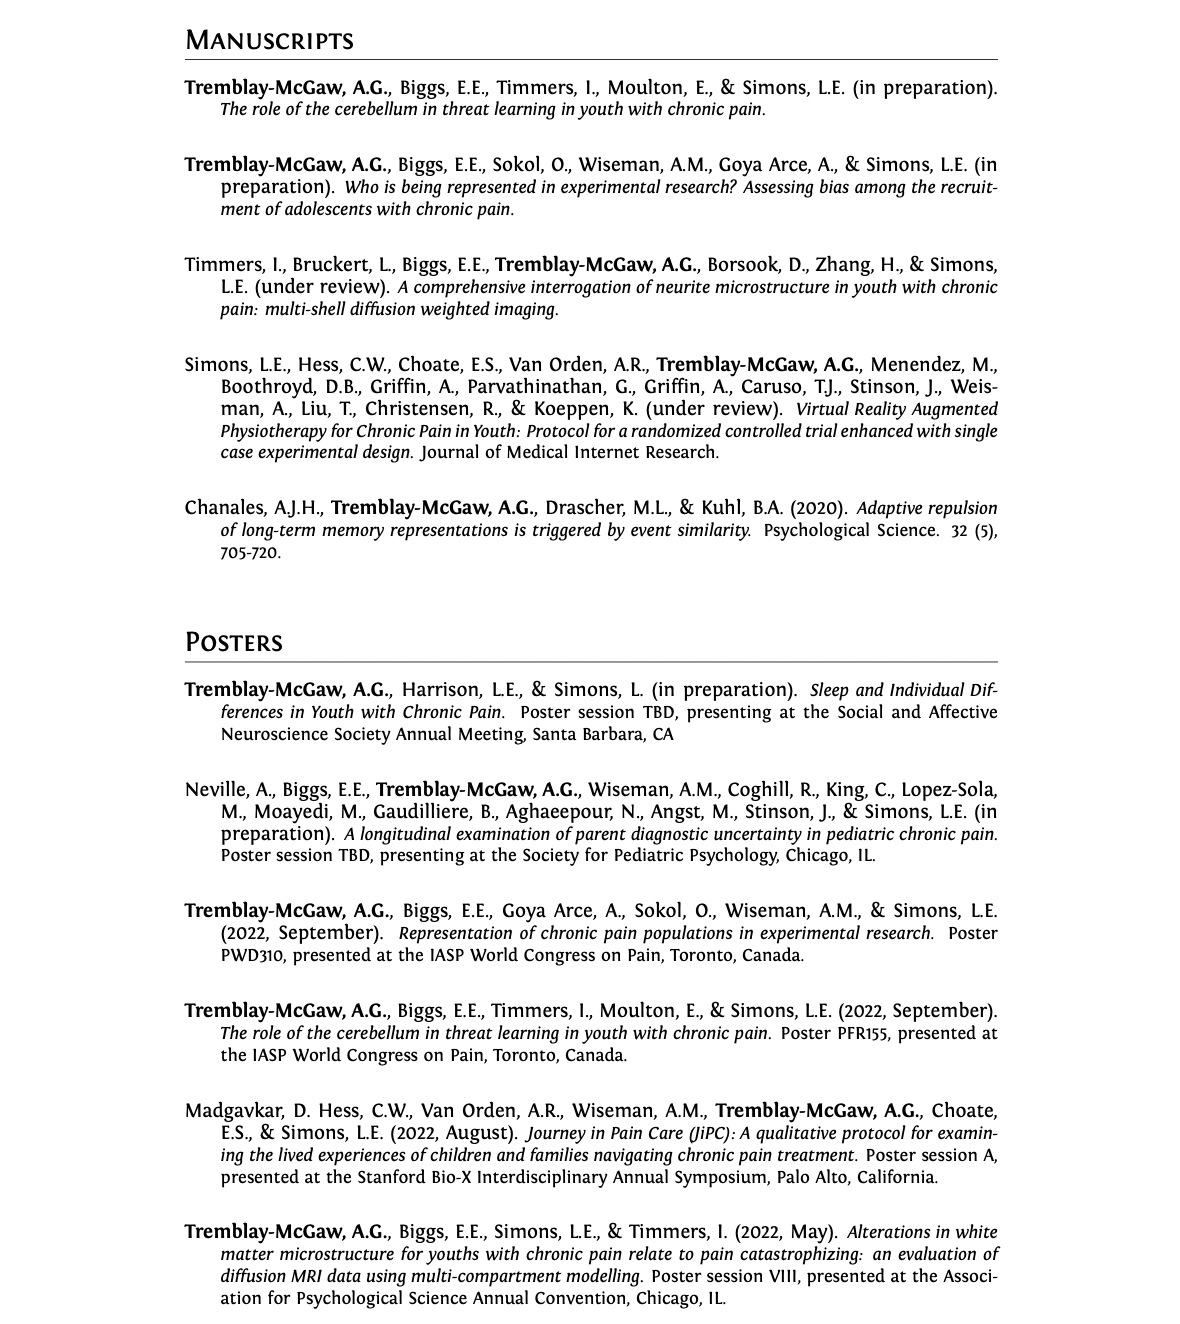 Manuscripts
Tremblay-McGaw, A.G., Biggs, E.E., Timmers, I., Moulton, E., & Simons, L.E. (in preparation).
The role of the cerebellum in threat learning in youth with chronic pain.
Tremblay-McGaw, A.G., Biggs, E.E., Sokol, O., Wiseman, A.M., Goya Arce, A., & Simons, L.E. (in
preparation). Who is being represented in experimental research? Assessing bias among the recruit-
ment of adolescents with chronic pain.
Timmers, I., Bruckert, L., Biggs, E.E., Tremblay-McGaw, A.G., Borsook, D., Zhang, H., & Simons,
L.E. (under review). A comprehensive interrogation of neurite microstructure in youth with chronic
pain: multi-shell diffusion weighted imaging.
Simons, L.E., Hess, C.W., Choate, E.S., Van Orden, A.R., Tremblay-McGaw, A.G., Menendez, M.,
Boothroyd, D.B., Griffin, A., Parvathinathan, G., Griffin, A., Caruso, T.J., Stinson, J., Weis-
man, A., Liu, T., Christensen, R., & Koeppen, K. (under review). Virtual Reality Augmented
Physiotherapy for Chronic Pain in Youth: Protocol for a randomized controlled trial enhanced with single
case experimental design. Journal of Medical Internet Research.
Chanales, A.J.H., Tremblay-McGaw, A.G., Drascher, M.L., & Kuhl, B.A. (2020). Adaptive repulsion
of long-term memory representations is triggered by event similarity. Psychological Science. 32 (5),
705-720.
Posters
Tremblay-McGaw, A.G., Harrison, L.E., & Simons, L. (in preparation). Sleep and Individual Dif-
ferences in Youth with Chronic Pain. Poster session TBD, presenting at the Social and Affective
Neuroscience Society Annual Meeting, Santa Barbara, CA
Neville, A., Biggs, E.E., Tremblay-McGaw, A.G., Wiseman, A.M., Coghill, R., King, C., Lopez-Sola,
M., Moayedi, M., Gaudilliere, B., Aghaeepour, N., Angst, M., Stinson, J., & Simons, L.E. (in
preparation). A longitudinal examination of parent diagnostic uncertainty in pediatric chronic pain.
Poster session TBD, presenting at the Society for Pediatric Psychology, Chicago, IL.
Tremblay-McGaw, A.G., Biggs, E.E., Goya Arce, A., Sokol, O., Wiseman, A.M., & Simons, L.E.
(2022, September). Representation of chronic pain populations in experimental research. Poster
PWD310, presented at the IASP World Congress on Pain, Toronto, Canada.
Tremblay-McGaw, A.G., Biggs, E.E., Timmers, I., Moulton, E., & Simons, L.E. (2022, September).
The role of the cerebellum in threat learning in youth with chronic pain. Poster PFR155, presented at
the IASP World Congress on Pain, Toronto, Canada.
Madgavkar, D. Hess, C.W., Van Orden, A.R., Wiseman, A.M., Tremblay-McGaw, A.G., Choate,
E.S., & Simons, L.E. (2022, August). Journey in Pain Care (JiPC): A qualitative protocol for examin-
ing the lived experiences of children and families navigating chronic pain treatment. Poster session A,
presented at the Stanford Bio-X Interdisciplinary Annual Symposium, Palo Alto, California.
Tremblay-McGaw, A.G., Biggs, E.E., Simons, L.E., & Timmers, I. (2022, May). Alterations in white
matter microstructure for youths with chronic pain relate to pain catastrophizing: an evaluation of
diffusion MRI data using multi-compartment modelling. Poster session VIII, presented at the Associ-
ation for Psychological Science Annual Convention, Chicago, IL.